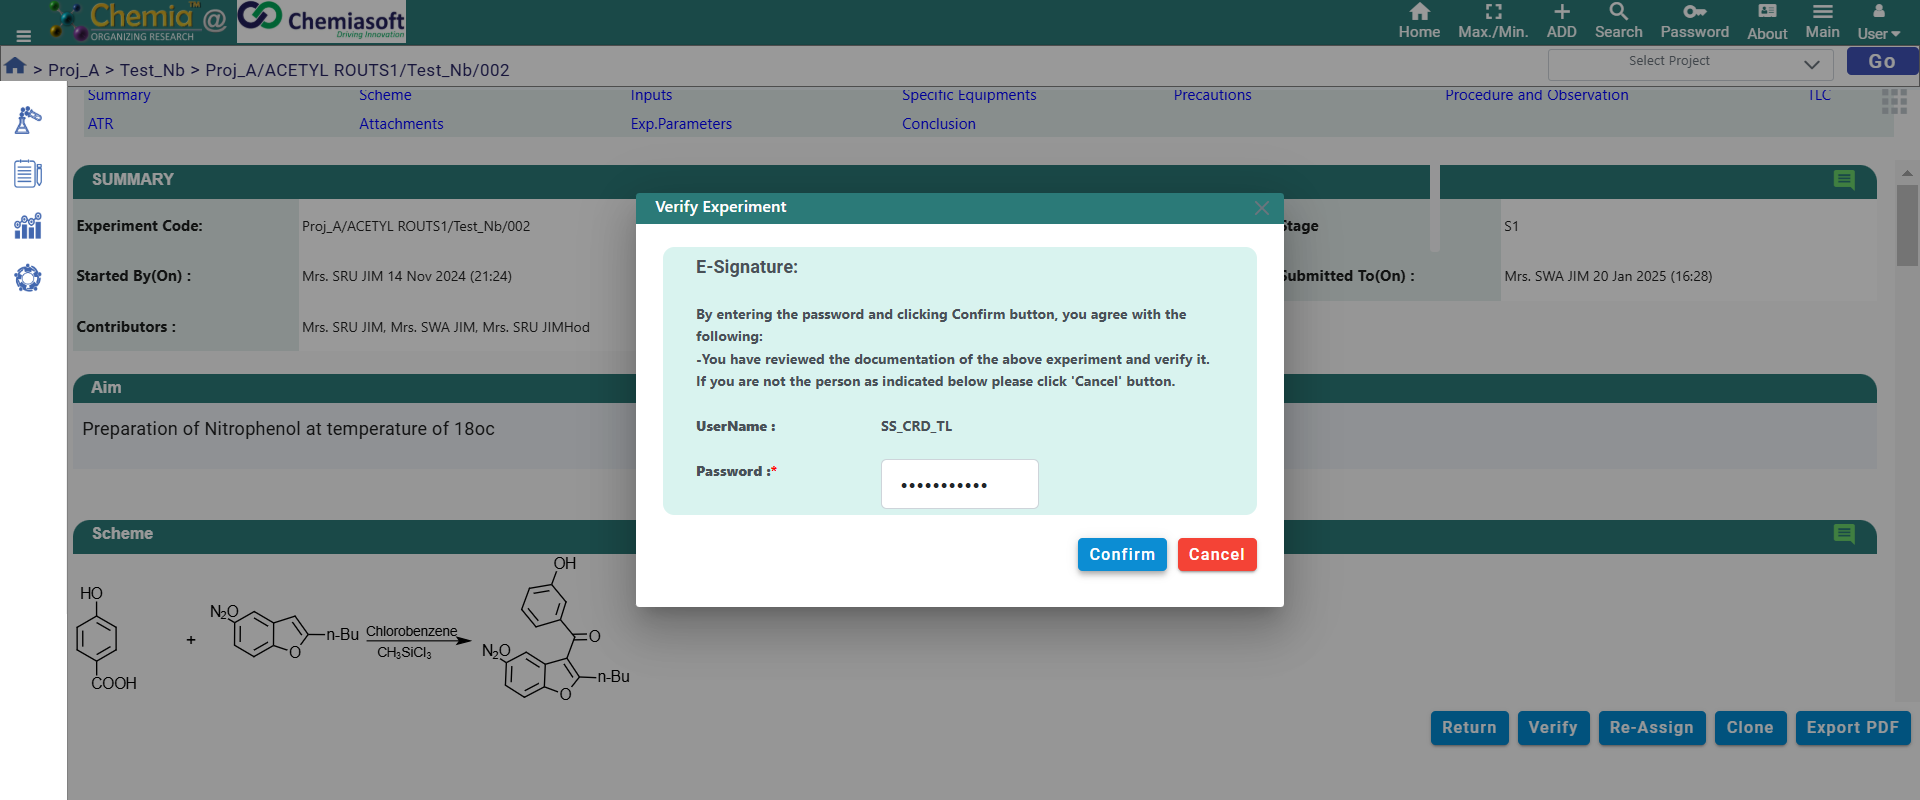 Chemia™ @
ORGANIZING RESEARCH
Chemiasoft
Driving Innovation
Home
Max./Min.
ADD
Search
Password
About
Main
User
> Proj_A > Test_Nb > Proj_A/ACETYL ROUTS1/Test_Nb/002
Select Project
Go
Summary
Scheme
Inputs
Specific Equipments
Precautions
Procedure and Observation
TLC
ATR
Attachments
Exp.Parameters
Conclusion
SUMMARY
Experiment Code:
Proj_A/ACETYL ROUTS1/Test_Nb/002
Stage
S1
Started By(On) :
Mrs. SRU JIM 14 Nov 2024 (21:24)
Submitted To(On) :
Mrs. SWA JIM 20 Jan 2025 (16:28)
Contributors :
Mrs. SRU JIM, Mrs. SWA JIM, Mrs. SRU JIMHod
Aim
Preparation of Nitrophenol at temperature of 18oc
Scheme
HO
COOH
+
N₂O
O
n-Bu
Chlorobenzene
CH₃SiCl₃
OH
O
N₂O
O
n-Bu
Verify Experiment
E-Signature:
By entering the password and clicking Confirm button, you agree with the
following:
-You have reviewed the documentation of the above experiment and verify it.
If you are not the person as indicated below please click 'Cancel' button.
UserName :
SS_CRD_TL
Password :*
•••••••••••
Confirm
Cancel
Return
Verify
Re-Assign
Clone
Export PDF